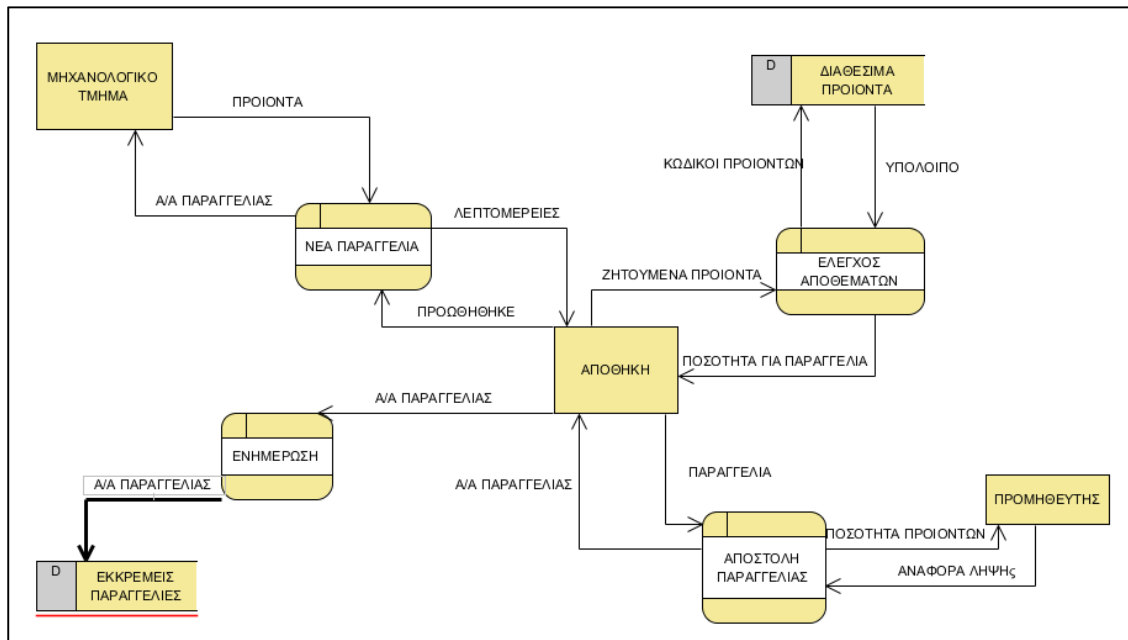 ΜΗΧΑΝΟΛΟΓΙΚΟ
ΤΜΗΜΑ
ΠΡΟΙΟΝΤΑ
D
ΔΙΑΘΕΣΙΜΑ
ΠΡΟΙΟΝΤΑ
ΚΩΔΙΚΟΙ ΠΡΟΙΟΝΤΩΝ
ΥΠΟΛΟΙΠΟ
Α/Α ΠΑΡΑΓΓΕΛΙΑΣ
ΛΕΠΤΟΜΕΡΕΙΕΣ
ΝΕΑ ΠΑΡΑΓΓΕΛΙΑ
ΕΛΕΓΧΟΣ
ΑΠΟΘΕΜΑΤΩΝ
ΖΗΤΟΥΜΕΝΑ ΠΡΟΙΟΝΤΑ
ΠΡΟΩΘΗΘΗΚΕ
ΑΠΟΘΗΚΗ
ΠΟΣΟΤΗΤΑ ΓΙΑ ΠΑΡΑΓΓΕΛΙΑ
Α/Α ΠΑΡΑΓΓΕΛΙΑΣ
ΕΝΗΜΕΡΩΣΗ
Α/Α ΠΑΡΑΓΓΕΛΙΑΣ
Α/Α ΠΑΡΑΓΓΕΛΙΑΣ
ΠΑΡΑΓΓΕΛΙΑ
ΠΡΟΜΗΘΕΥΤΗΣ
ΠΟΣΟΤΗΤΑ ΠΡΟΙΟΝΤΩΝ
ΑΠΟΣΤΟΛΗ
ΠΑΡΑΓΓΕΛΙΑΣ
ΑΝΑΦΟΡΑ ΛΗΨΗς
D
ΕΚΚΡΕΜΕΙΣ
ΠΑΡΑΓΓΕΛΙΕΣ